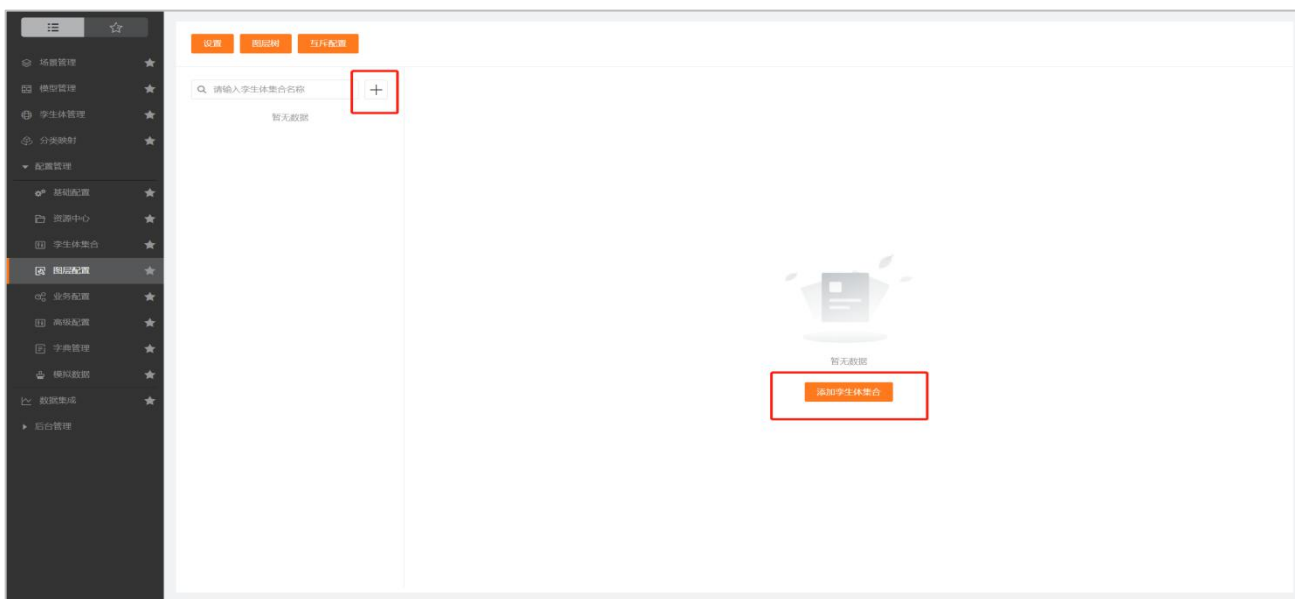 场景管理
模型管理
孪生体管理
分类映射
配置管理
基础配置
资源中心
孪生体集合
图层配置
业务配置
高级配置
字典管理
模拟数据
数据集成
后台管理
设置 图层树 互斥配置
请输入孪生体集合名称
暂无数据
暂无数据
添加孪生体集合